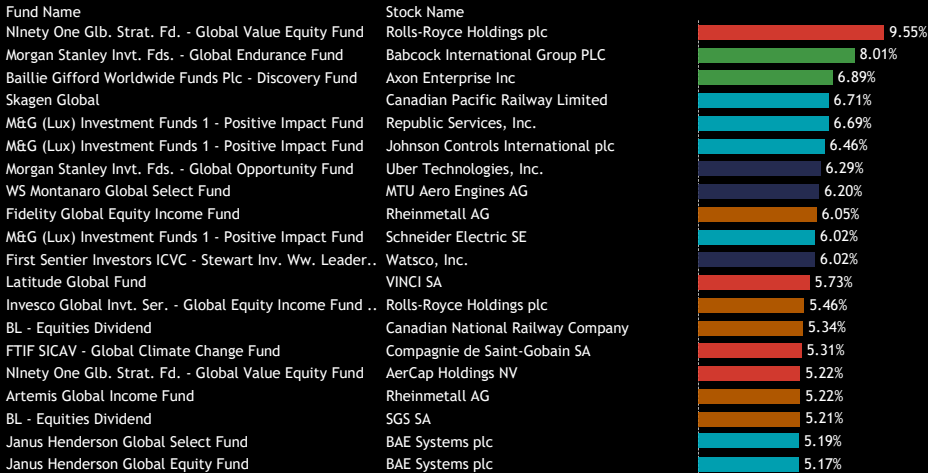 Fund Name Stock Name
NInety One Glb. Strat. Fd. - Global Value Equity Fund Rolls-Royce Holdings plc 9.55%
Morgan Stanley Invt. Fds. - Global Endurance Fund Babcock International Group PLC 8.01%
Baillie Gifford Worldwide Funds Plc - Discovery Fund Axon Enterprise Inc 6.89%
Skagen Global Canadian Pacific Railway Limited 6.71%
M&G (Lux) Investment Funds 1 - Positive Impact Fund Republic Services, Inc. 6.69%
M&G (Lux) Investment Funds 1 - Positive Impact Fund Johnson Controls International plc 6.46%
Morgan Stanley Invt. Fds. - Global Opportunity Fund Uber Technologies, Inc. 6.29%
WS Montanaro Global Select Fund MTU Aero Engines AG 6.20%
Fidelity Global Equity Income Fund Rheinmetall AG 6.05%
M&G (Lux) Investment Funds 1 - Positive Impact Fund Schneider Electric SE 6.02%
First Sentier Investors ICVC - Stewart Inv. Ww. Leader.. Watsco, Inc. 6.02%
Latitude Global Fund VINCI SA 5.73%
Invesco Global Invt. Ser. - Global Equity Income Fund .. Rolls-Royce Holdings plc 5.46%
BL - Equities Dividend Canadian National Railway Company 5.34%
FTIF SICAV - Global Climate Change Fund Compagnie de Saint-Gobain SA 5.31%
NInety One Glb. Strat. Fd. - Global Value Equity Fund AerCap Holdings NV 5.22%
Artemis Global Income Fund Rheinmetall AG 5.22%
BL - Equities Dividend SGS SA 5.21%
Janus Henderson Global Select Fund BAE Systems plc 5.19%
Janus Henderson Global Equity Fund BAE Systems plc 5.17%